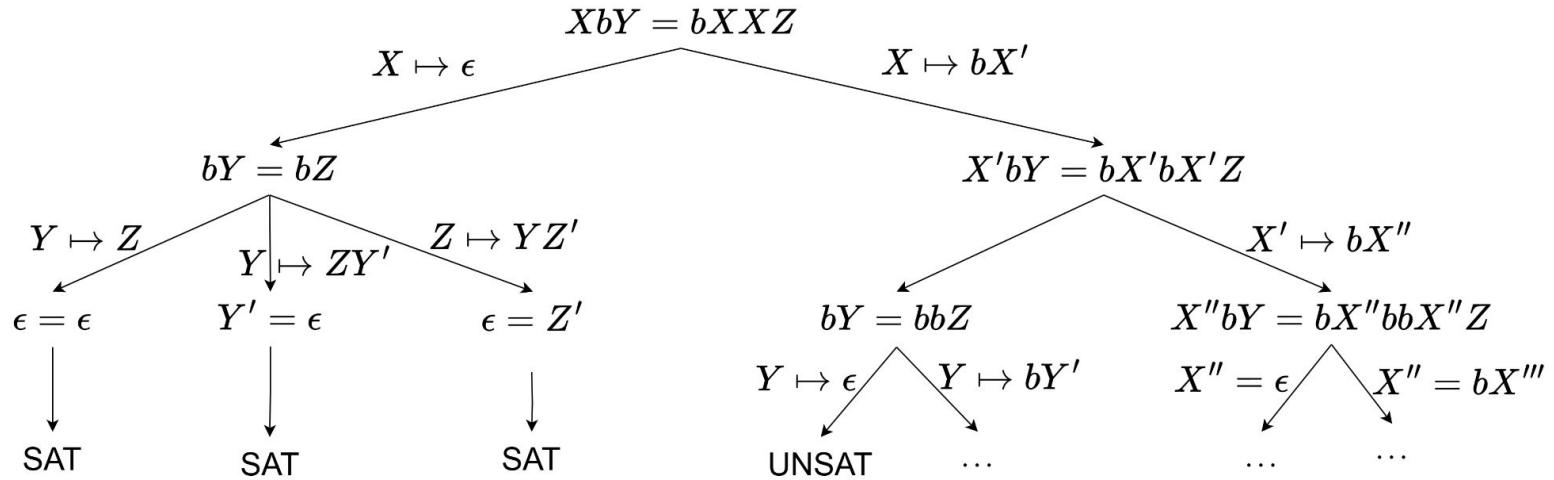 XbY = bXXZ
X ↦ ϵ
X ↦ bX′
bY = bZ
X′bY = bX′bX′Z
Y ↦ Z
Y ↦ ZY′
Z ↦ YZ′
X′ ↦ bX″
ϵ = ϵ
Y′ = ϵ
ϵ = Z′
bY = bbZ
X″bY = bX″bbX″Z
Y ↦ ϵ
Y ↦ bY′
X″ = ϵ
X″ = bX‴
SAT
SAT
SAT
UNSAT
...
...
...